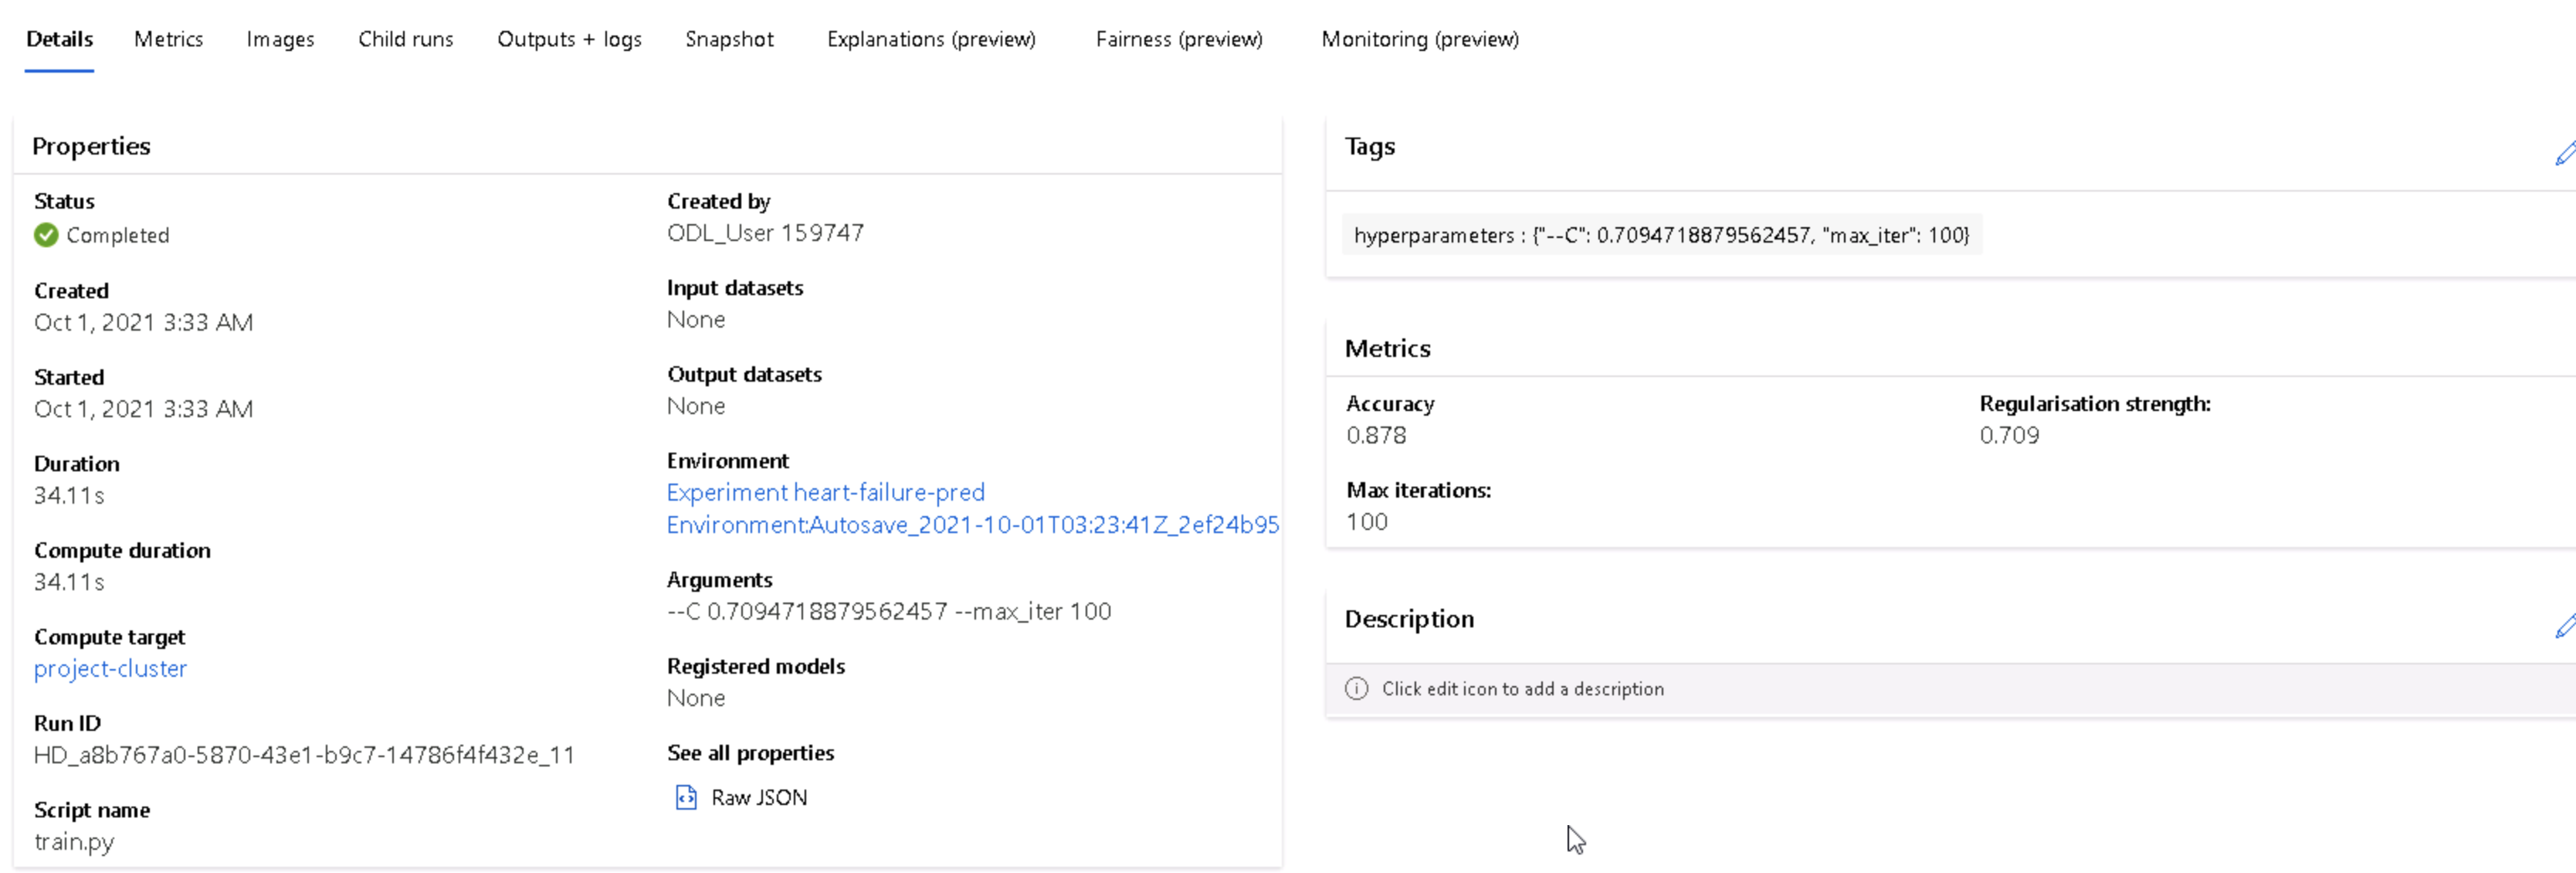 Details Metrics Images Child runs Outputs + logs Snapshot Explanations (preview) Fairness (preview) Monitoring (preview)
Properties
Status
Completed
Created
Oct 1, 2021 3:33 AM
Started
Oct 1, 2021 3:33 AM
Duration
34.11s
Compute duration
34.11s
Compute target
project-cluster
Run ID
HD_a8b767a0-5870-43e1-b9c7-14786f4f432e_11
Script name
train.py
Created by
ODL_User 159747
Input datasets
None
Output datasets
None
Environment
Experiment heart-failure-pred
Environment:Autosave_2021-10-01T03:23:41Z_2ef24b95
Arguments
--C 0.7094718879562457 --max_iter 100
Registered models
None
See all properties
Raw JSON
Tags
hyperparameters : {"--C": 0.7094718879562457, "max_iter": 100}
Metrics
Accuracy
0.878
Regularisation strength:
0.709
Max iterations:
100
Description
Click edit icon to add a description